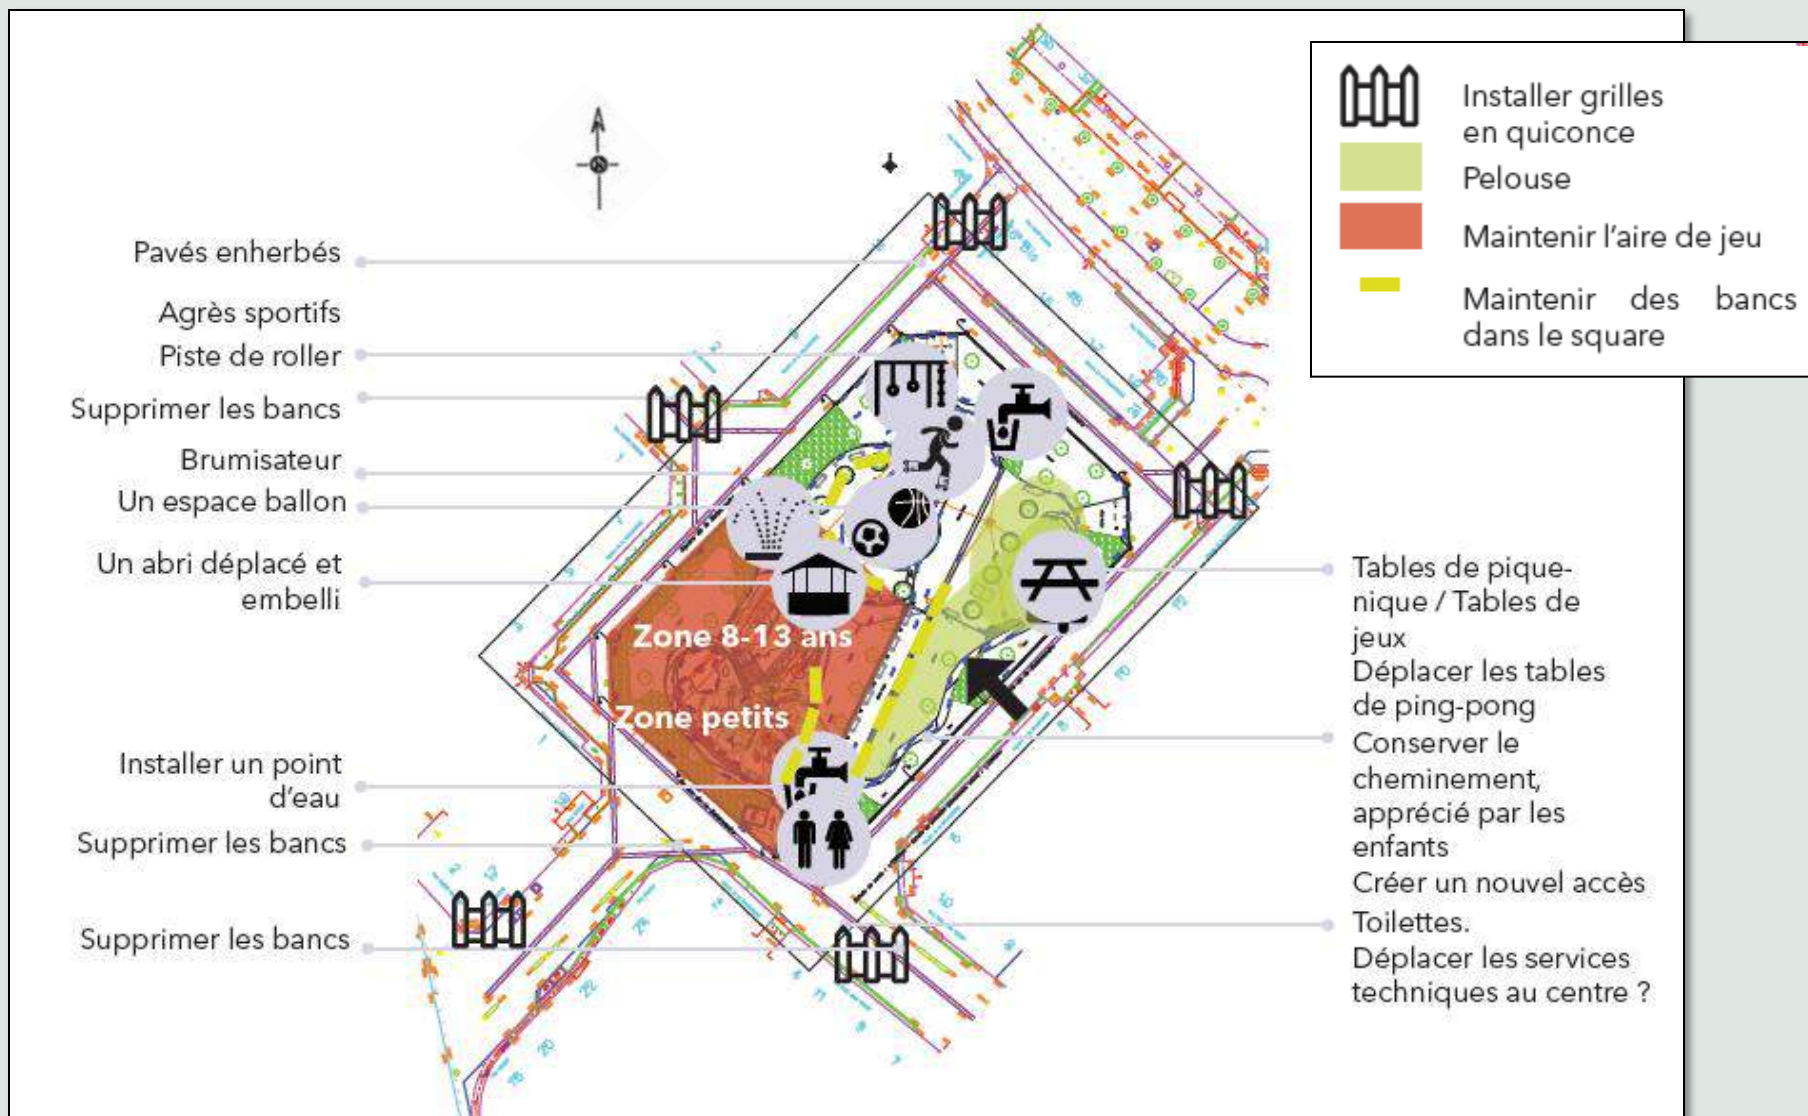 Installer grilles
en quiconce
Pelouse
Maintenir l'aire de jeu
Maintenir des bancs
dans le square
Pavés enherbés
Agrès sportifs
Piste de roller
Supprimer les bancs
Brumisateur
Un espace ballon
Un abri déplacé et
embelli
Installer un point
d'eau
Supprimer les bancs
Supprimer les bancs
Zone 8-13 ans
Zone petits
Tables de pique-
nique / Tables de
jeux
Déplacer les tables
de ping-pong
Conserver le
cheminement,
apprécié par les
enfants
Créer un nouvel accès
Toilettes.
Déplacer les services
techniques au centre ?